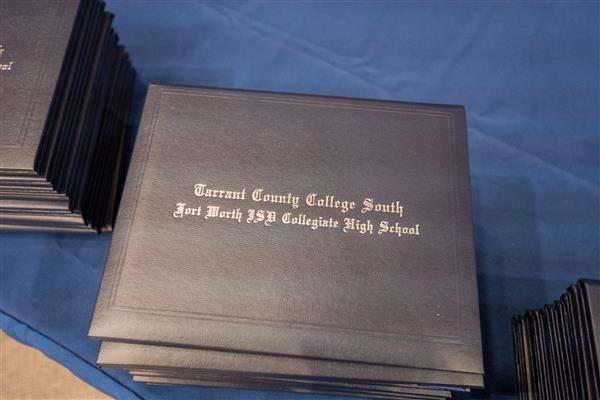 Tarrant County College South
Fort Worth ISD Collegiate High School